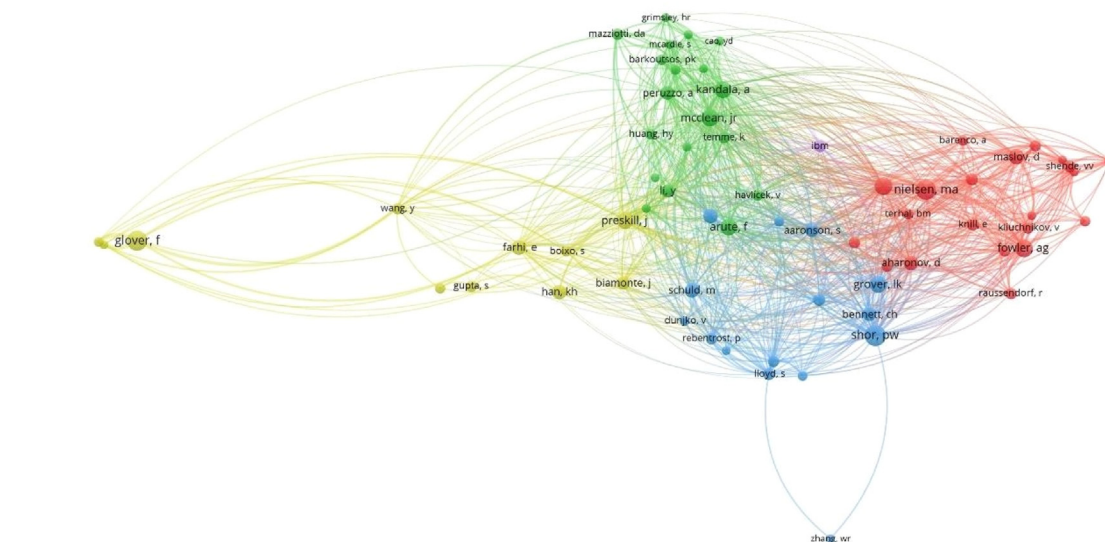 grimsley, hr
mazziotti, da
mcardle, s
cao, yd
barkoutsos, pk
peruzzo, a
kandala, a
mcclean, jr
huang, hy
temme, k
ibm
barenco, a
maslov, d
shende, vv
li, y
havlicek, v
nielsen, ma
wang, y
terhal, bm
preskill, j
arute, f
aaronson, s
knill, e
kliuchnikov, v
glover, f
farhi, e
boixo, s
fowler, ag
aharonov, d
gupta, s
han, kh
biamonte, j
schuld, m
grover, lk
raussendorf, r
dunjko, v
bennett, ch
rebentrost, p
shor, pw
lloyd, s
zhang, wr